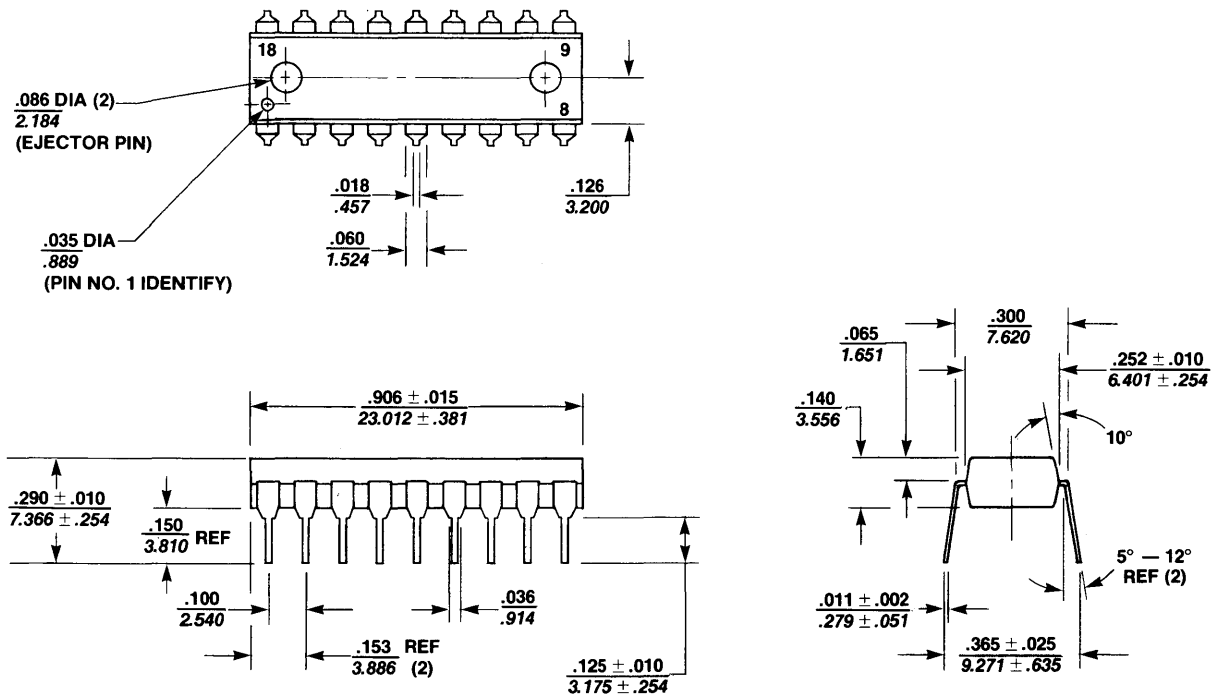 18
9
8
.086 DIA (2)
2.184
(EJECTOR PIN)
.035 DIA
.889
(PIN NO. 1 IDENTIFY)
.018
.457
.060
1.524
.126
3.200
.906 ± .015
23.012 ± .381
.290 ± .010
7.366 ± .254
.150 REF
3.810
.100
2.540
.153 REF
3.886 (2)
.036
.914
.125 ± .010
3.175 ± .254
.300
7.620
.065
1.651
.252 ± .010
6.401 ± .254
.140
3.556
10°
5° — 12°
REF (2)
.011 ± .002
.279 ± .051
.365 ± .025
9.271 ± .635